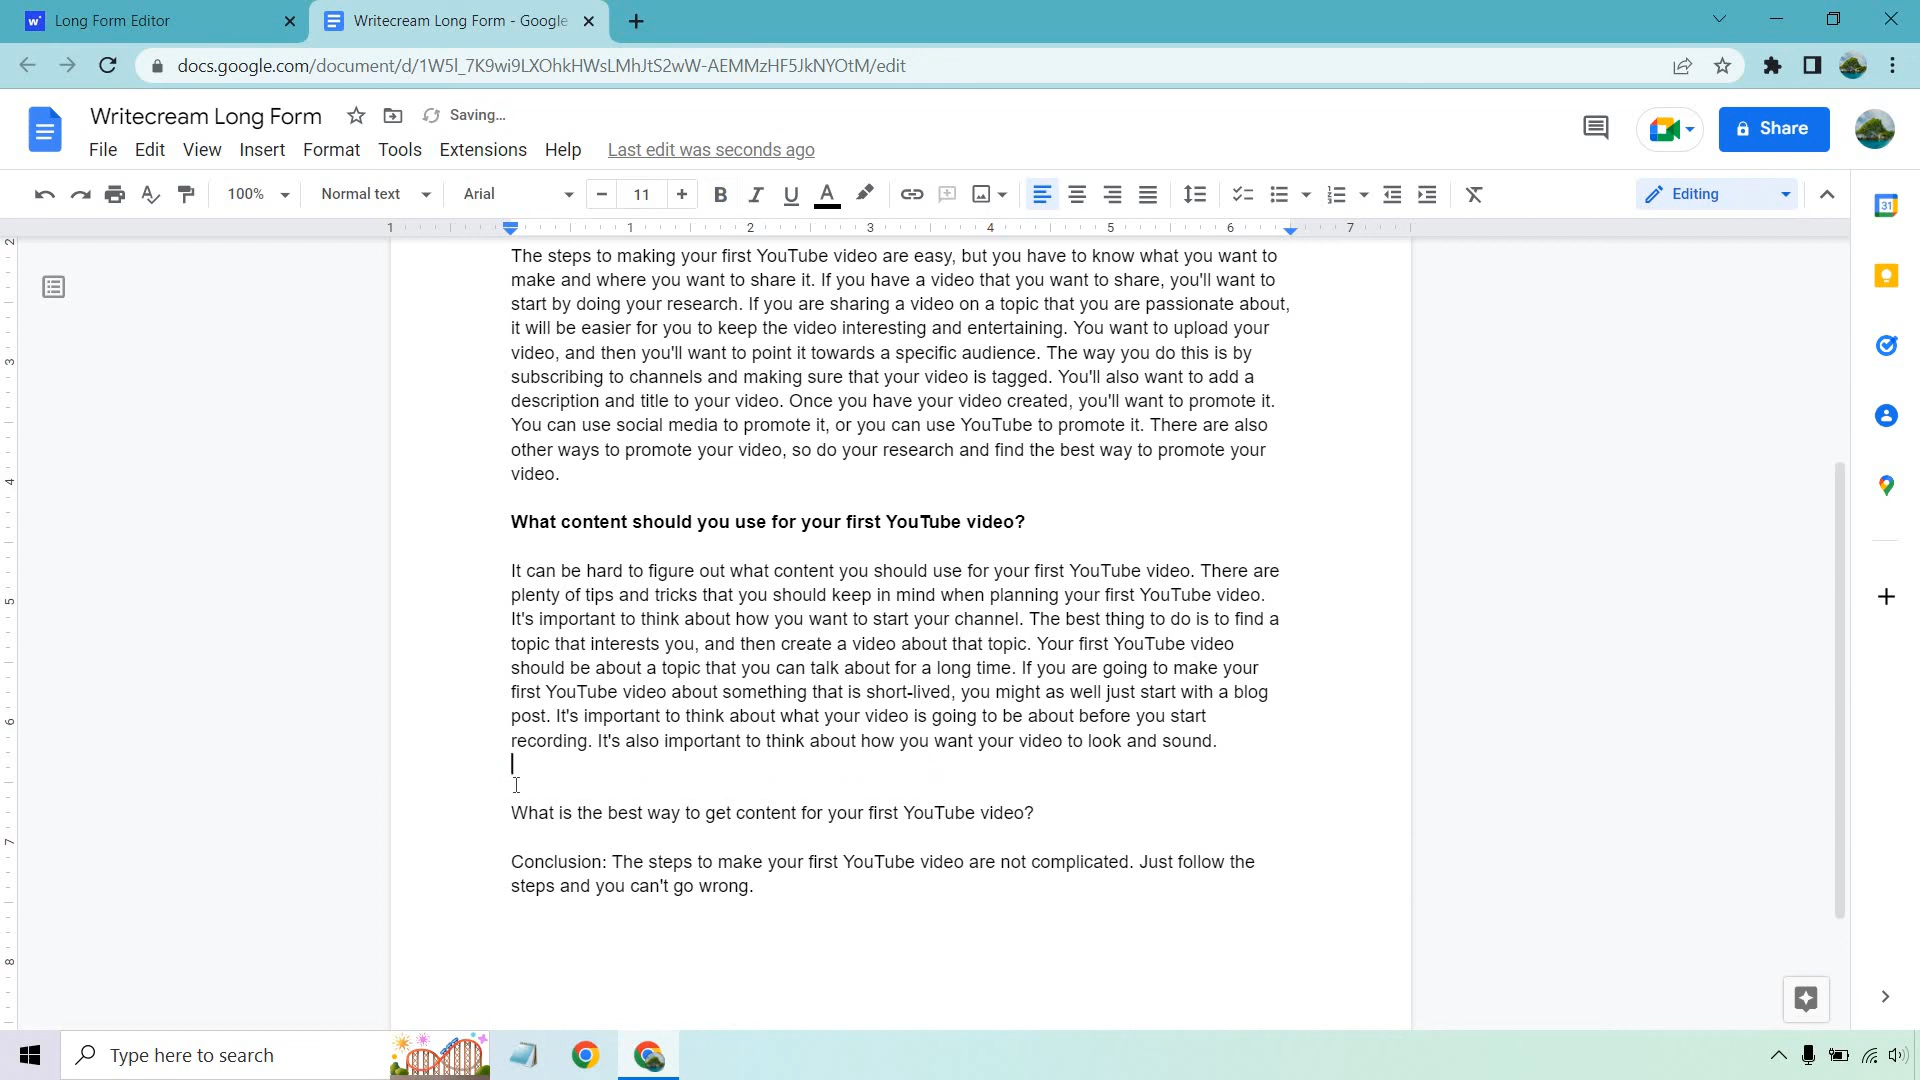 Long Form Editor
Writecream Long Form - Google
docs.google.com/document/d/1W5l_7K9wi9LXOhkHWsLMhJtS2wW-AEMMzHF5JkNYOtM/edit
Writecream Long Form
Saving...
File Edit View Insert Format Tools Extensions Help Last edit was seconds ago
Share
100% Normal text Arial 11 Editing
1 1 2 3 4 5 6 7
The steps to making your first YouTube video are easy, but you have to know what you want to
make and where you want to share it. If you have a video that you want to share, you'll want to
start by doing your research. If you are sharing a video on a topic that you are passionate about,
it will be easier for you to keep the video interesting and entertaining. You want to upload your
video, and then you'll want to point it towards a specific audience. The way you do this is by
subscribing to channels and making sure that your video is tagged. You'll also want to add a
description and title to your video. Once you have your video created, you'll want to promote it.
You can use social media to promote it, or you can use YouTube to promote it. There are also
other ways to promote your video, so do your research and find the best way to promote your
video.
What content should you use for your first YouTube video?
It can be hard to figure out what content you should use for your first YouTube video. There are
plenty of tips and tricks that you should keep in mind when planning your first YouTube video.
It's important to think about how you want to start your channel. The best thing to do is to find a
topic that interests you, and then create a video about that topic. Your first YouTube video
should be about a topic that you can talk about for a long time. If you are going to make your
first YouTube video about something that is short-lived, you might as well just start with a blog
post. It's important to think about what your video is going to be about before you start
recording. It's also important to think about how you want your video to look and sound.
What is the best way to get content for your first YouTube video?
Conclusion: The steps to make your first YouTube video are not complicated. Just follow the
steps and you can't go wrong.
2
3
4
5
6
7
8
31
Type here to search